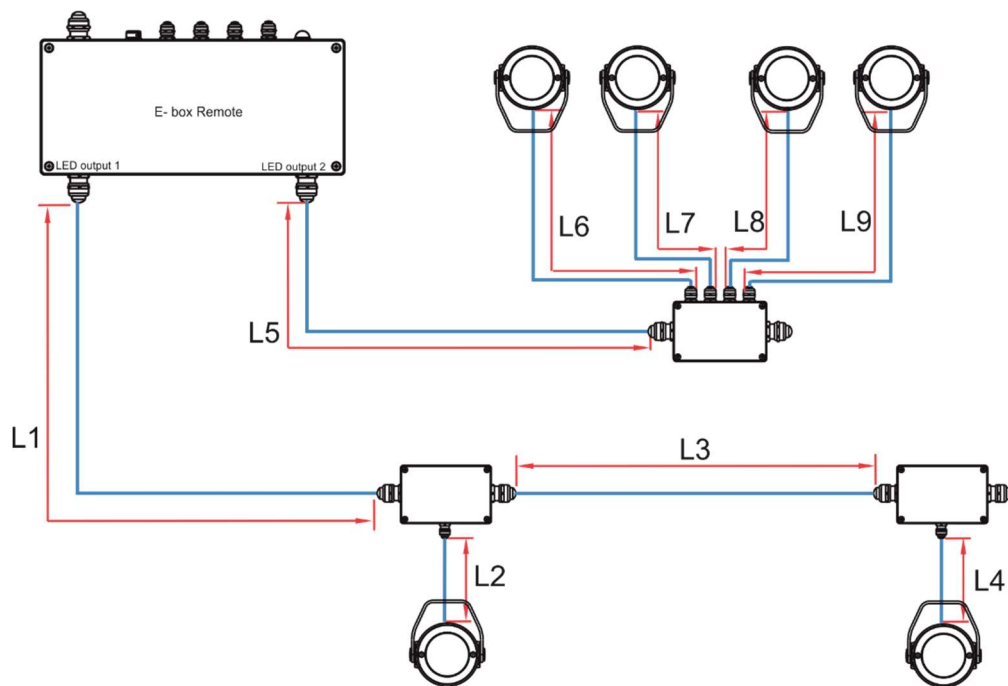 E- box Remote
LED output 1
LED output 2
L6
L7
L8
L9
L5
L1
L3
L2
L4